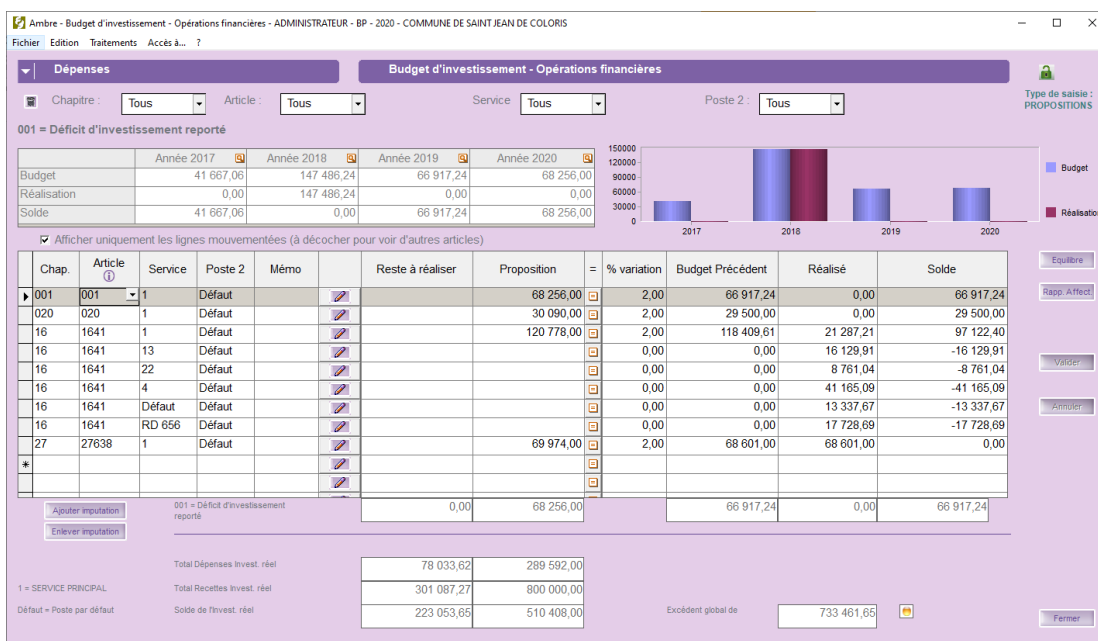 Ambre - Budget d'investissement - Opérations financières - ADMINISTRATEUR - BP - 2020 - COMMUNE DE SAINT JEAN DE COLORIS
Fichier Edition Traitements Accès à... ?
Dépenses Budget d'investissement - Opérations financières
Chapitre : Tous Article : Tous Service Tous Poste 2 : Tous
Type de saisie :
PROPOSITIONS
001 = Déficit d'investissement reporté
Année 2017 Année 2018 Année 2019 Année 2020
Budget 41 667,06 147 486,24 66 917,24 68 256,00
Réalisation 0,00 147 486,24 0,00 0,00
Solde 41 667,06 0,00 66 917,24 68 256,00
150000
120000
90000
60000
30000
0
2017 2018 2019 2020
Budget
Réalisatio
Afficher uniquement les lignes mouvementées (à décocher pour voir d'autres articles)
Chap. Article Service Poste 2 Mémo Reste à réaliser Proposition = % variation Budget Précédent Réalisé Solde
001 001 1 Défaut 68 256,00 2,00 66 917,24 0,00 66 917,24
020 020 1 Défaut 30 090,00 2,00 29 500,00 0,00 29 500,00
16 1641 1 Défaut 120 778,00 2,00 118 409,61 21 287,21 97 122,40
16 1641 13 Défaut 0,00 0,00 16 129,91 -16 129,91
16 1641 22 Défaut 0,00 0,00 8 761,04 -8 761,04
16 1641 4 Défaut 0,00 0,00 41 165,09 -41 165,09
16 1641 Défaut Défaut 0,00 0,00 13 337,67 -13 337,67
16 1641 RD 656 Défaut 0,00 0,00 17 728,69 -17 728,69
27 27638 1 Défaut 69 974,00 2,00 68 601,00 68 601,00 0,00
Equilibre
Rapp. Affect.
Valider
Annuler
Ajouter imputation
Enlever imputation
001 = Déficit d'investissement
reporté
0,00 68 256,00 66 917,24 0,00 66 917,24
Total Dépenses Invest. réel 78 033,62 289 592,00
1 = SERVICE PRINCIPAL Total Recettes Invest. réel 301 087,27 800 000,00
Défaut = Poste par défaut Solde de l'Invest. réel 223 053,65 510 408,00 Excédent global de 733 461,65
Fermer